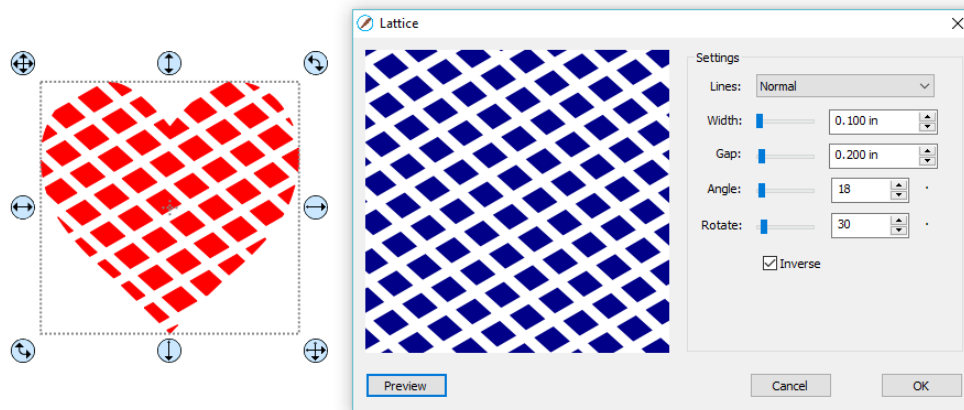 Lattice
Settings
Lines: Normal
Width: 0.100 in
Gap: 0.200 in
Angle: 18
Rotate: 30
Inverse
Preview
Cancel
OK